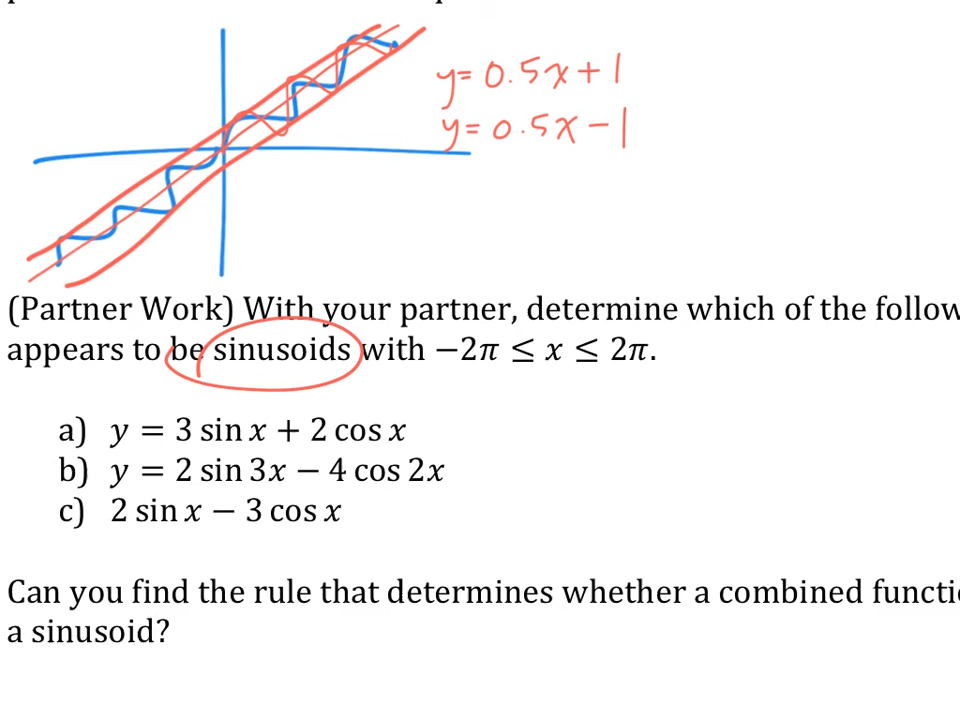 y = 0.5x + 1
y = 0.5x - 1
(Partner Work) With your partner, determine which of the follow
appears to be sinusoids with −2π ≤ x ≤ 2π.
a) y = 3 sin x + 2 cos x
b) y = 2 sin 3x − 4 cos 2x
c) 2 sin x − 3 cos x
Can you find the rule that determines whether a combined functi
a sinusoid?